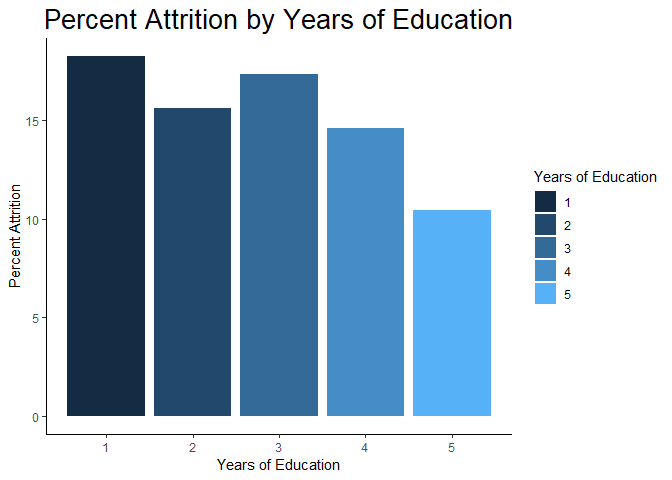 Percent Attrition by Years of Education
Percent Attrition
15
10
5
0
1 2 3 4 5
Years of Education
Years of Education
1
2
3
4
5